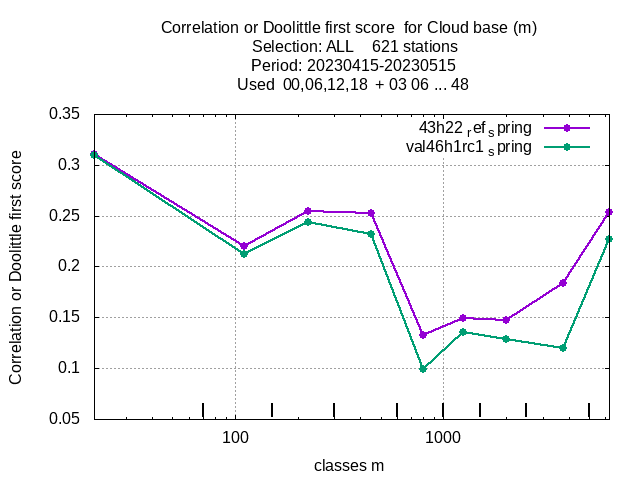 Correlation or Doolittle first score  for Cloud base (m)
Selection: ALL    621 stations
Period: 20230415-20230515
Used  00,06,12,18  + 03 06 ... 48
Correlation or Doolittle first score
0.35
0.3
0.25
0.2
0.15
0.1
0.05
43h22 ref spring
val46h1rc1 spring
100
1000
classes m